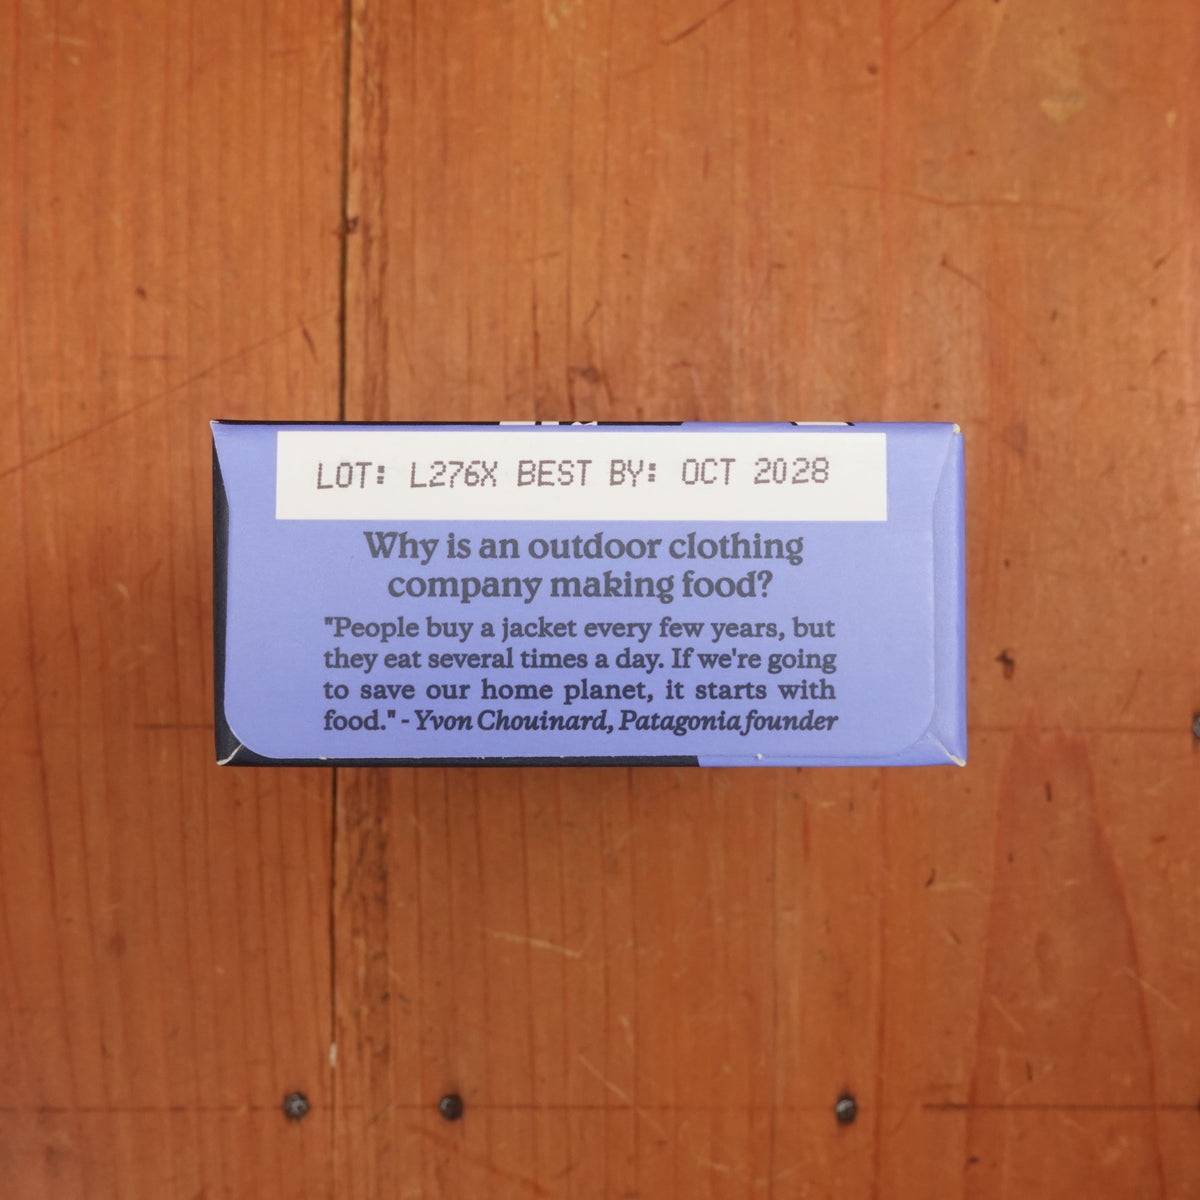 LOT: L276X BEST BY: OCT 2028
Why is an outdoor clothing
company making food?
"People buy a jacket every few years, but
they eat several times a day. If we're going
to save our home planet, it starts with
food." - Yvon Chouinard, Patagonia founder